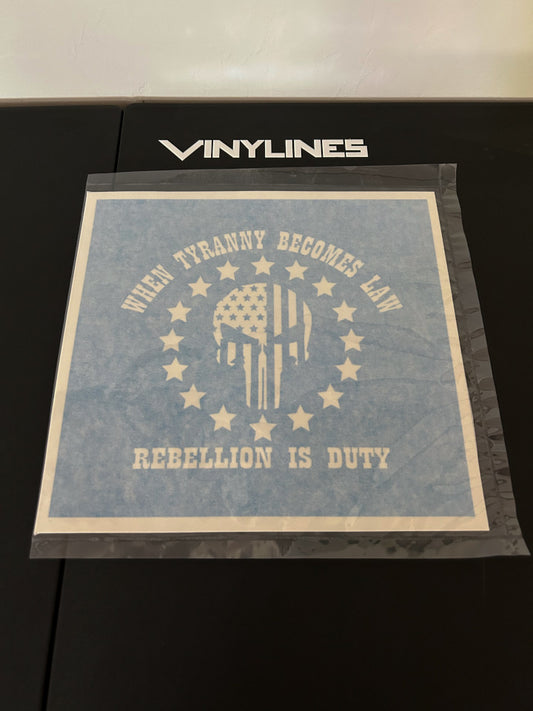 VINYLINES
WHEN TYRANNY BECOMES LAW
REBELLION IS DUTY